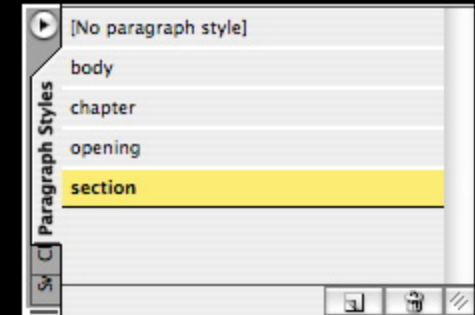 [No paragraph style]
body
chapter
opening
section
Paragraph Styles